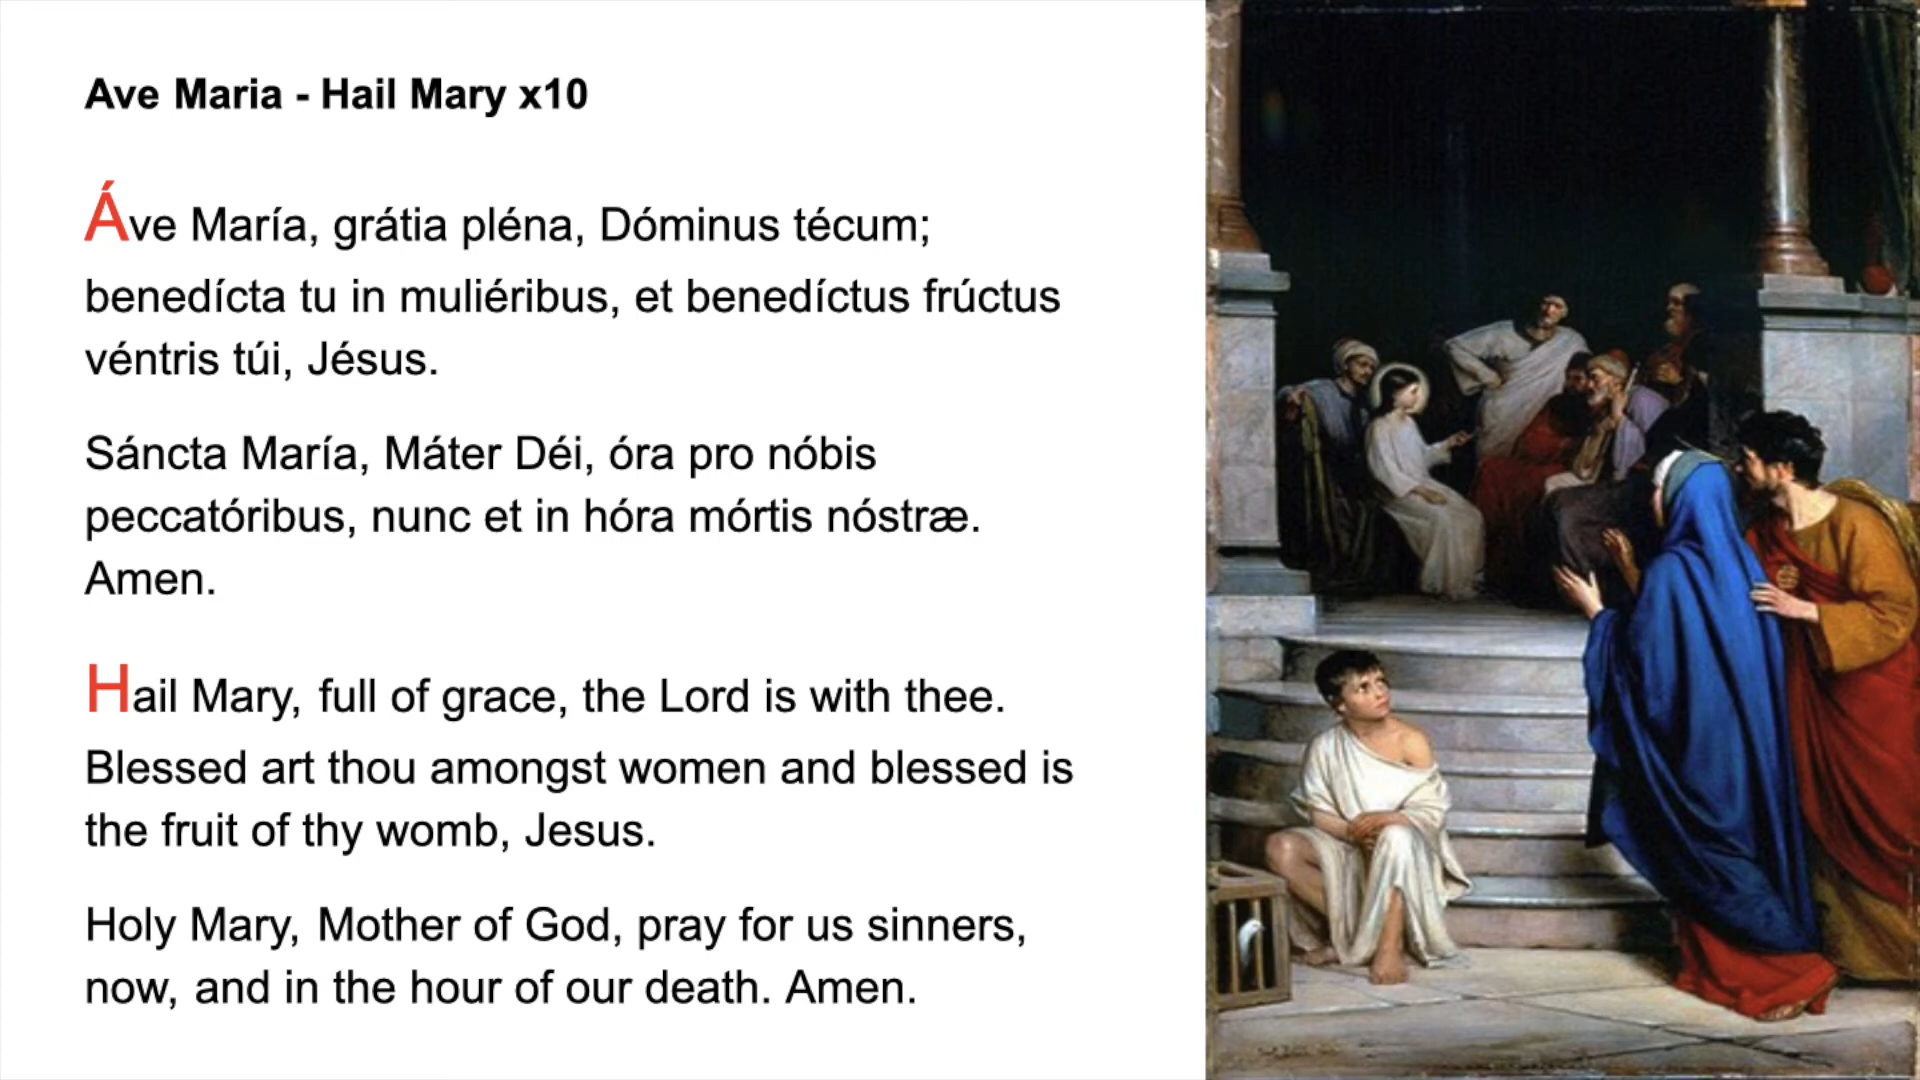 Ave Maria - Hail Mary x10
Áve María, grátia pléna, Dóminus técum;
benedícta tu in muliéribus, et benedíctus frúctus
véntris túi, Jésus.
Sáncta María, Máter Déi, óra pro nóbis
peccatóribus, nunc et in hóra mórtis nóstræ.
Amen.
Hail Mary, full of grace, the Lord is with thee.
Blessed art thou amongst women and blessed is
the fruit of thy womb, Jesus.
Holy Mary, Mother of God, pray for us sinners,
now, and in the hour of our death. Amen.